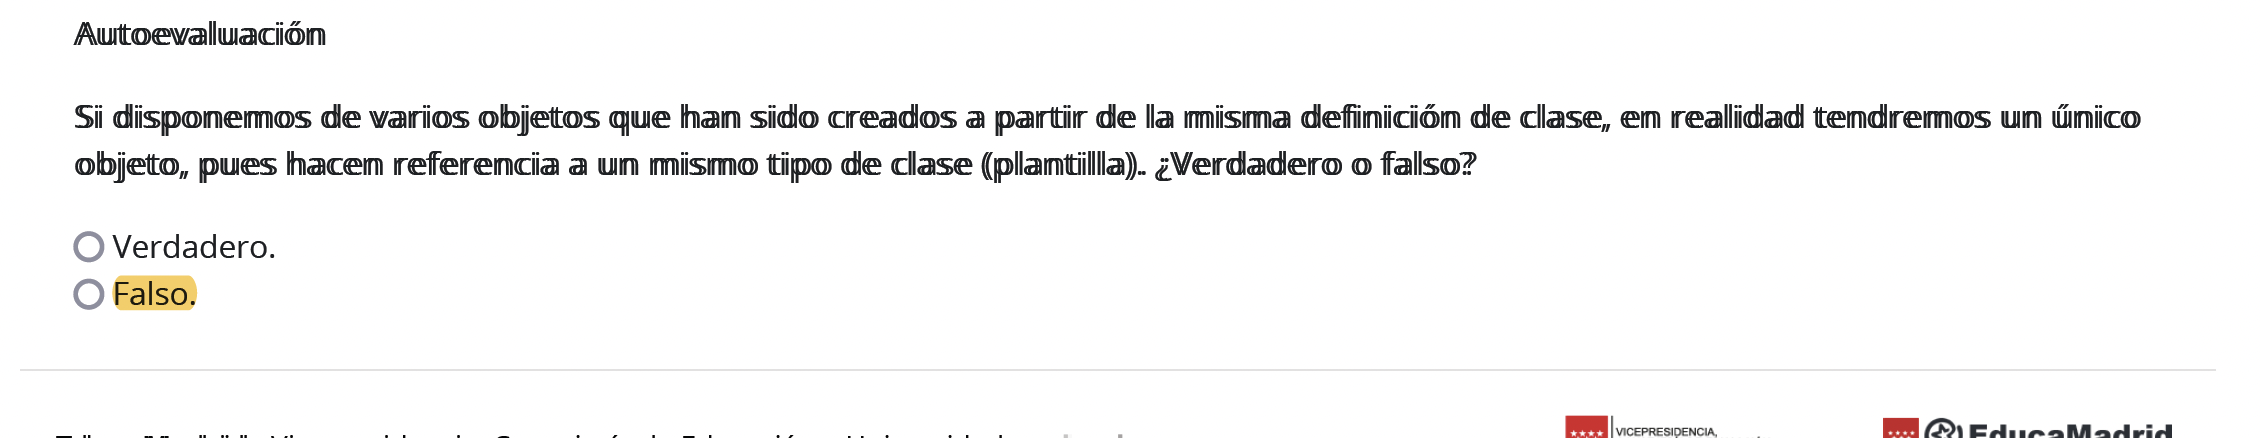 Autoevaluación
Si disponemos de varios objetos que han sido creados a partir de la misma definición de clase, en realidad tendremos un único
objeto, pues hacen referencia a un mismo tipo de clase (plantilla). ¿Verdadero o falso?
Verdadero.
Falso.
VICEPRESIDENCIA,
EducaMadrid